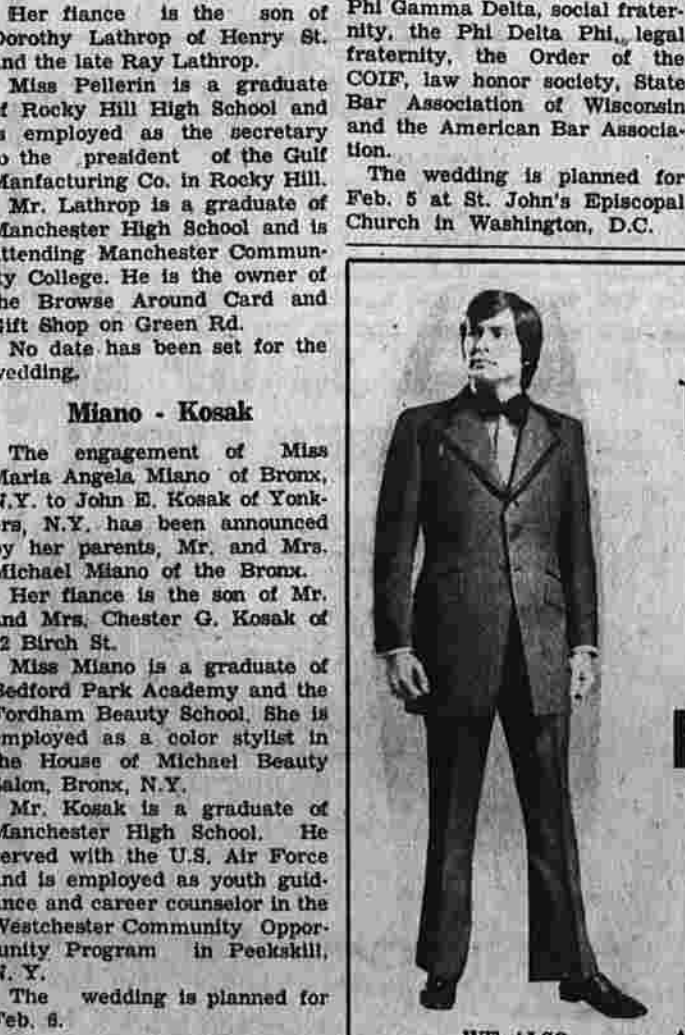 Her fiance is the son of
Dorothy Lathrop of Henry St.
and the late Ray Lathrop.
Miss Pellerin is a graduate
of Rocky Hill High School and
is employed as the secretary
to the president of the Gulf
Manfacturing Co. in Rocky Hill.
Mr. Lathrop is a graduate of
Manchester High School and is
attending Manchester Commun-
ity College. He is the owner of
the Browse Around Card and
Gift Shop on Green Rd.
No date has been set for the
wedding.
Miano - Kosak
The engagement of Miss
Maria Angela Miano of Bronx,
N.Y. to John E. Kosak of Yonk-
ers, N.Y. has been announced
by her parents, Mr. and Mrs.
Michael Miano of the Bronx.
Her fiance is the son of Mr.
and Mrs. Chester G. Kosak of
2 Birch St.
Miss Miano is a graduate of
Bedford Park Academy and the
Fordham Beauty School. She is
employed as a color stylist in
the House of Michael Beauty
Salon, Bronx, N.Y.
Mr. Kosak is a graduate of
Manchester High School. He
served with the U.S. Air Force
and is employed as youth guid-
ance and career counselor in the
Westchester Community Oppor-
tunity Program in Peekskill,
N. Y.
The wedding is planned for
Feb. 6.
Phi Gamma Delta, social frater-
nity, the Phi Delta Phi, legal
fraternity, the Order of the
COIF, law honor society, State
Bar Association of Wisconsin
and the American Bar Associa-
tion.
The wedding is planned for
Feb. 5 at St. John's Episcopal
Church in Washington, D.C.